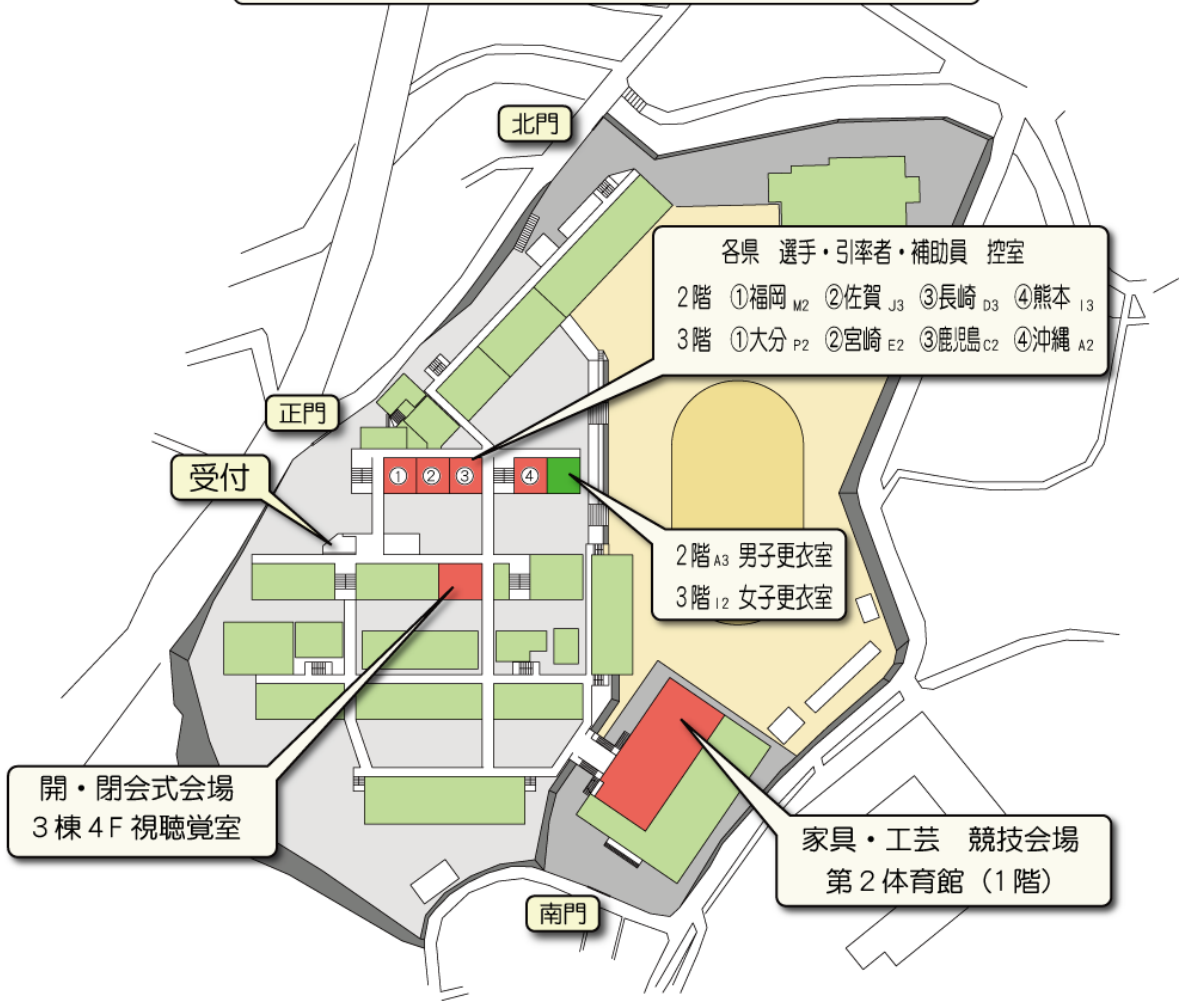 北門
各県 選手・引率者・補助員 控室
2階 ①福岡 M2 ②佐賀 J3 ③長崎 D3 ④熊本 I3
3階 ①大分 P2 ②宮崎 E2 ③鹿児島 C2 ④沖縄 A2
正門
受付
① ② ③ ④
2階 A3 男子更衣室
3階 I2 女子更衣室
開・閉会式会場
3棟4F 視聴覚室
家具・工芸 競技会場
第2体育館（1階）
南門